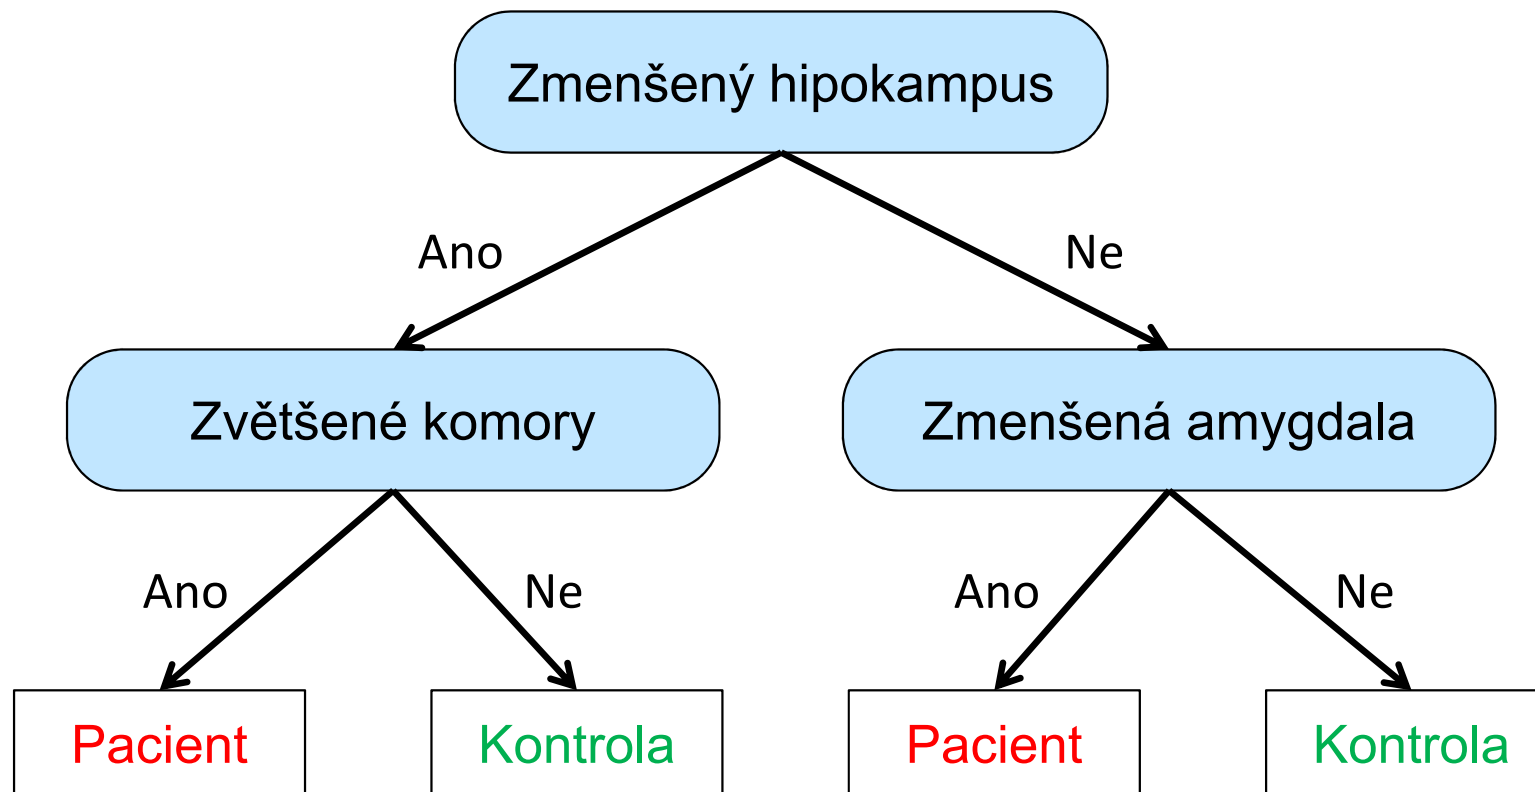 Zmenšený hipokampus
Ano
Ne
Zvětšené komory
Zmenšená amygdala
Ano
Ne
Ano
Ne
Pacient
Kontrola
Pacient
Kontrola